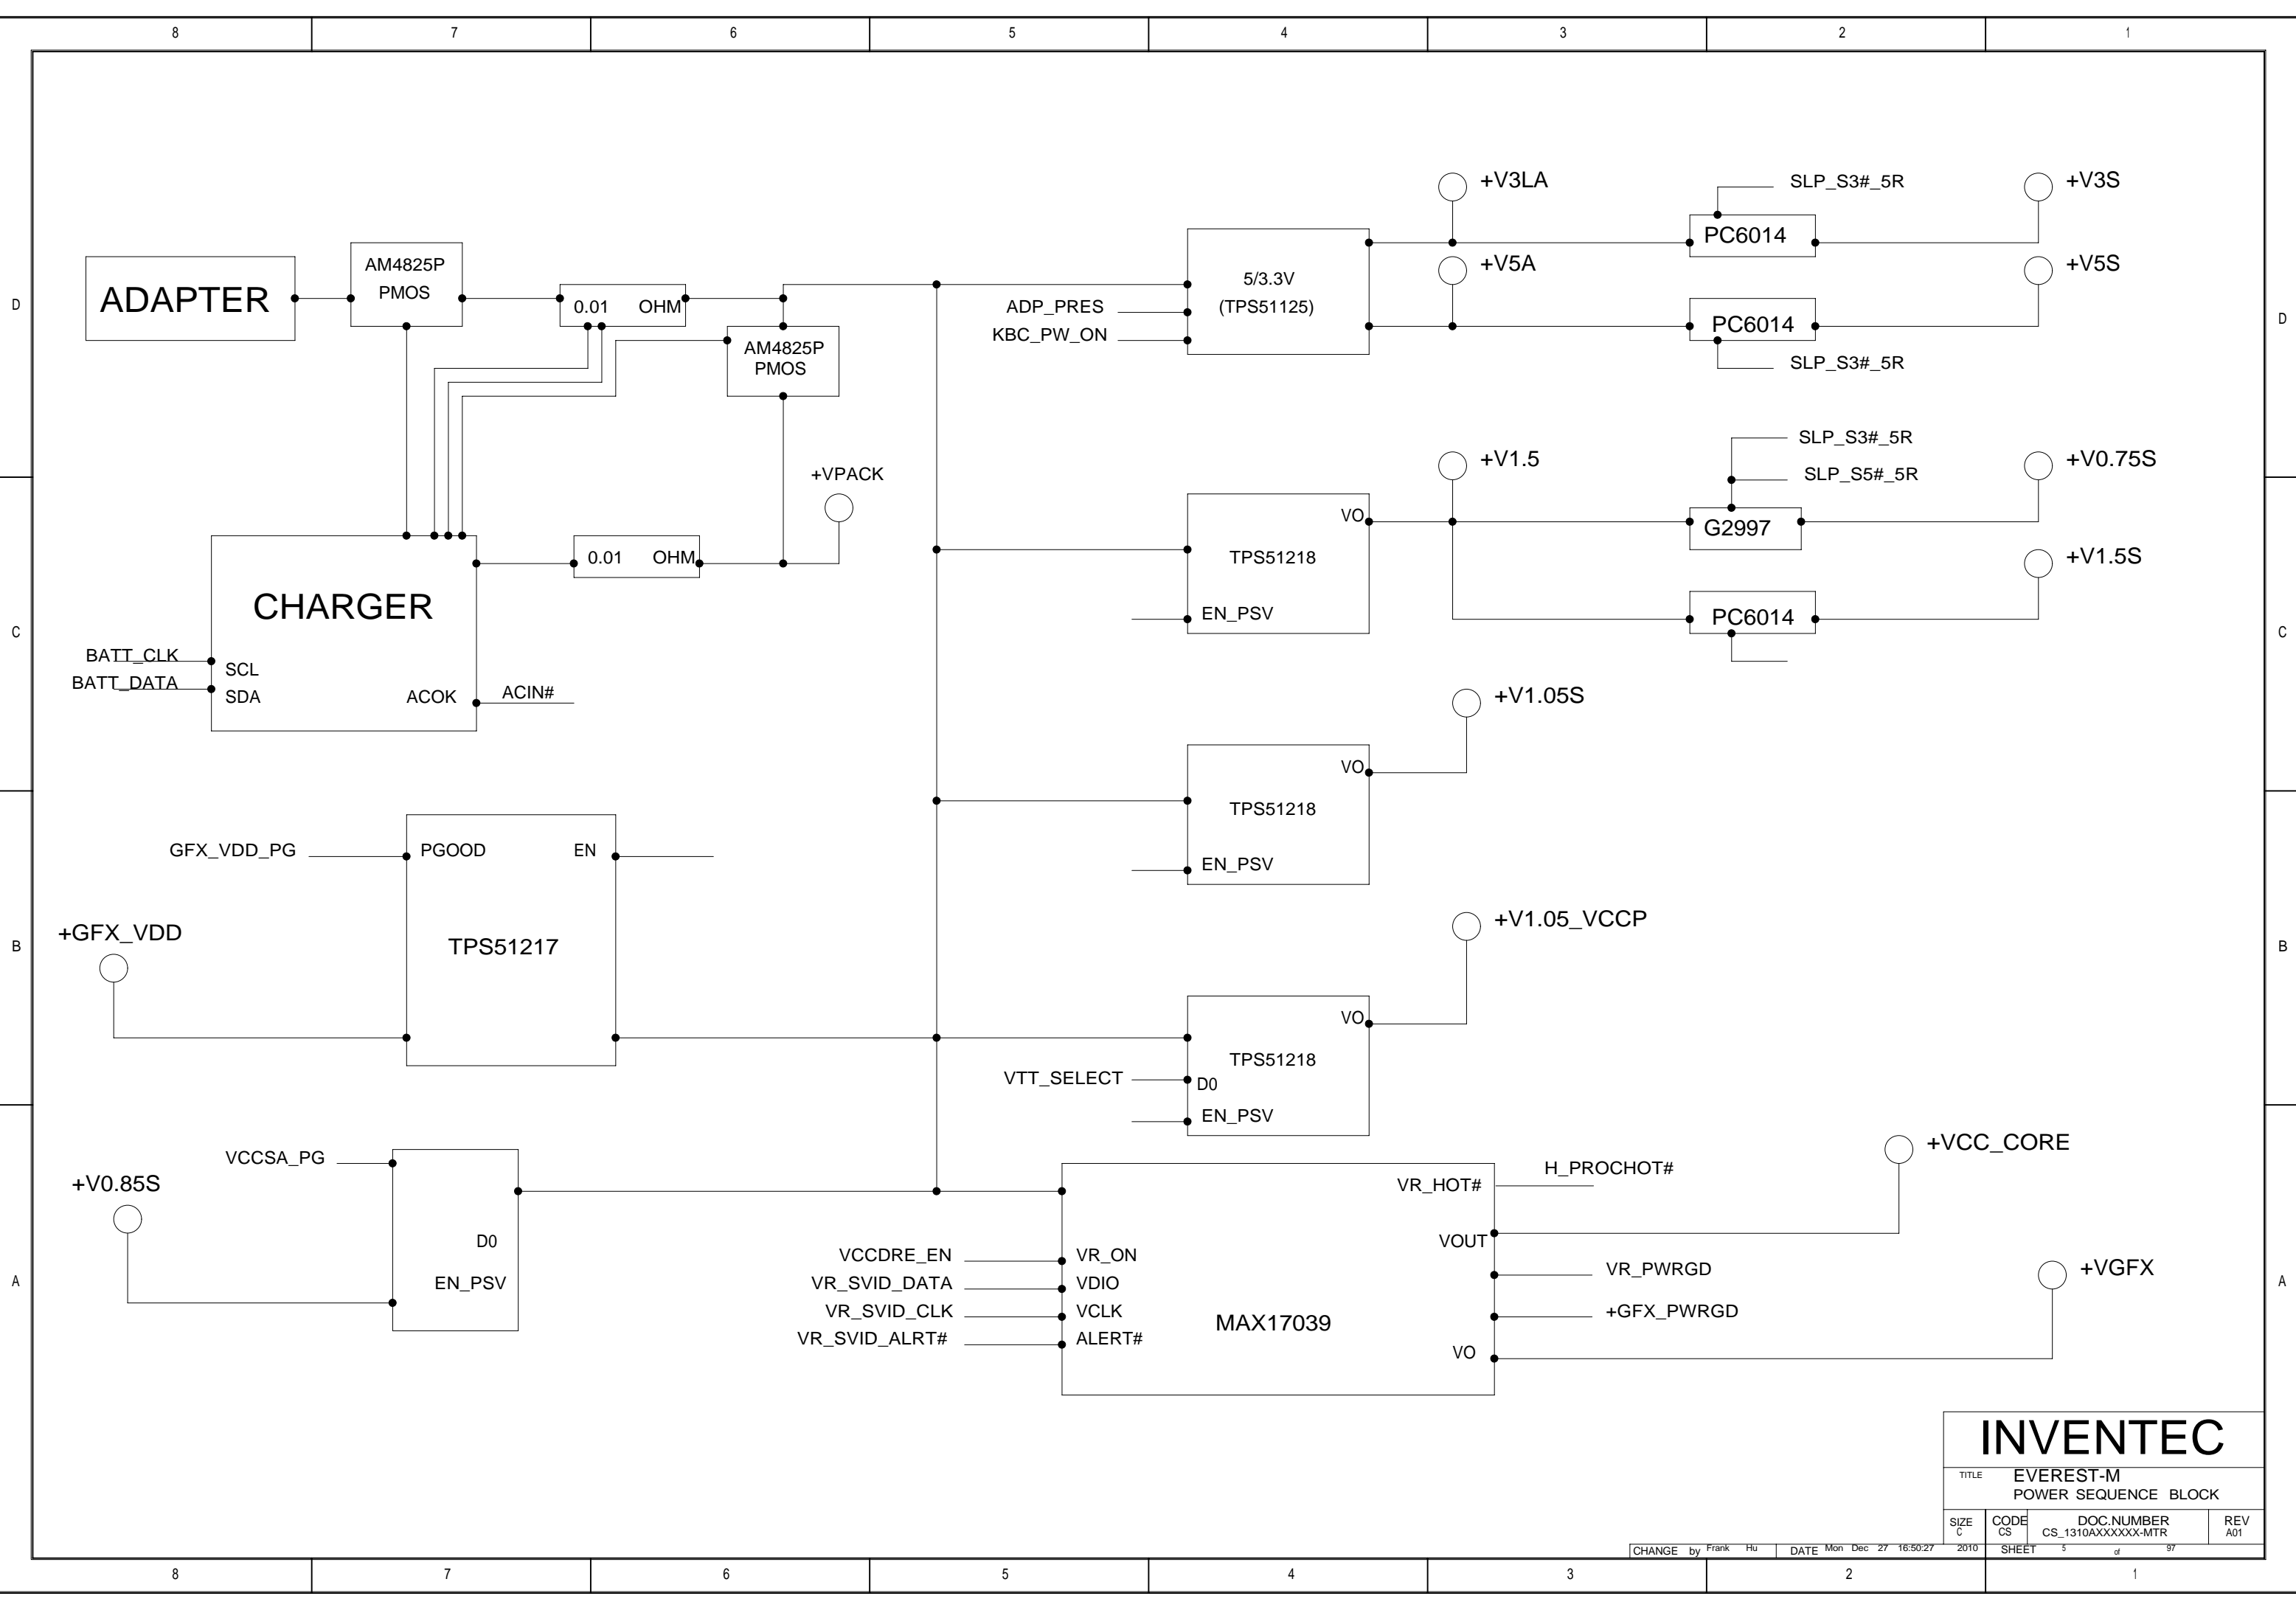 8 7 6 5 4 3 2 1
+V3LA
SLP_S3#_5R
+V3S
PC6014
ADAPTER
AM4825P
PMOS
0.01 OHM
AM4825P
PMOS
ADP_PRES
KBC_PW_ON
5/3.3V
(TPS51125)
+V5A
+V5S
PC6014
SLP_S3#_5R
D
D
+VPACK
+V1.5
SLP_S3#_5R
SLP_S5#_5R
+V0.75S
VO
G2997
TPS51218
EN_PSV
+V1.5S
PC6014
0.01 OHM
CHARGER
BATT_CLK
BATT_DATA
SCL
SDA
ACOK
ACIN#
C
C
+V1.05S
VO
TPS51218
EN_PSV
GFX_VDD_PG
PGOOD
EN
TPS51217
+GFX_VDD
B
B
+V1.05_VCCP
VO
TPS51218
VTT_SELECT
D0
EN_PSV
VCCSA_PG
+V0.85S
D0
EN_PSV
A
A
VCCDRE_EN
VR_SVID_DATA
VR_SVID_CLK
VR_SVID_ALRT#
VR_ON
VDIO
VCLK
ALERT#
MAX17039
VR_HOT#
H_PROCHOT#
VOUT
+VCC_CORE
VR_PWRGD
+GFX_PWRGD
VO
+VGFX
INVENTEC
TITLE
EVEREST-M
POWER SEQUENCE BLOCK
SIZE
C
CODE
CS
DOC.NUMBER
CS_1310AXXXXXX-MTR
REV
A01
CHANGE by Frank Hu DATE Mon Dec 27 16:50:27 2010 SHEET 5 of 97
8 7 6 5 4 3 2 1